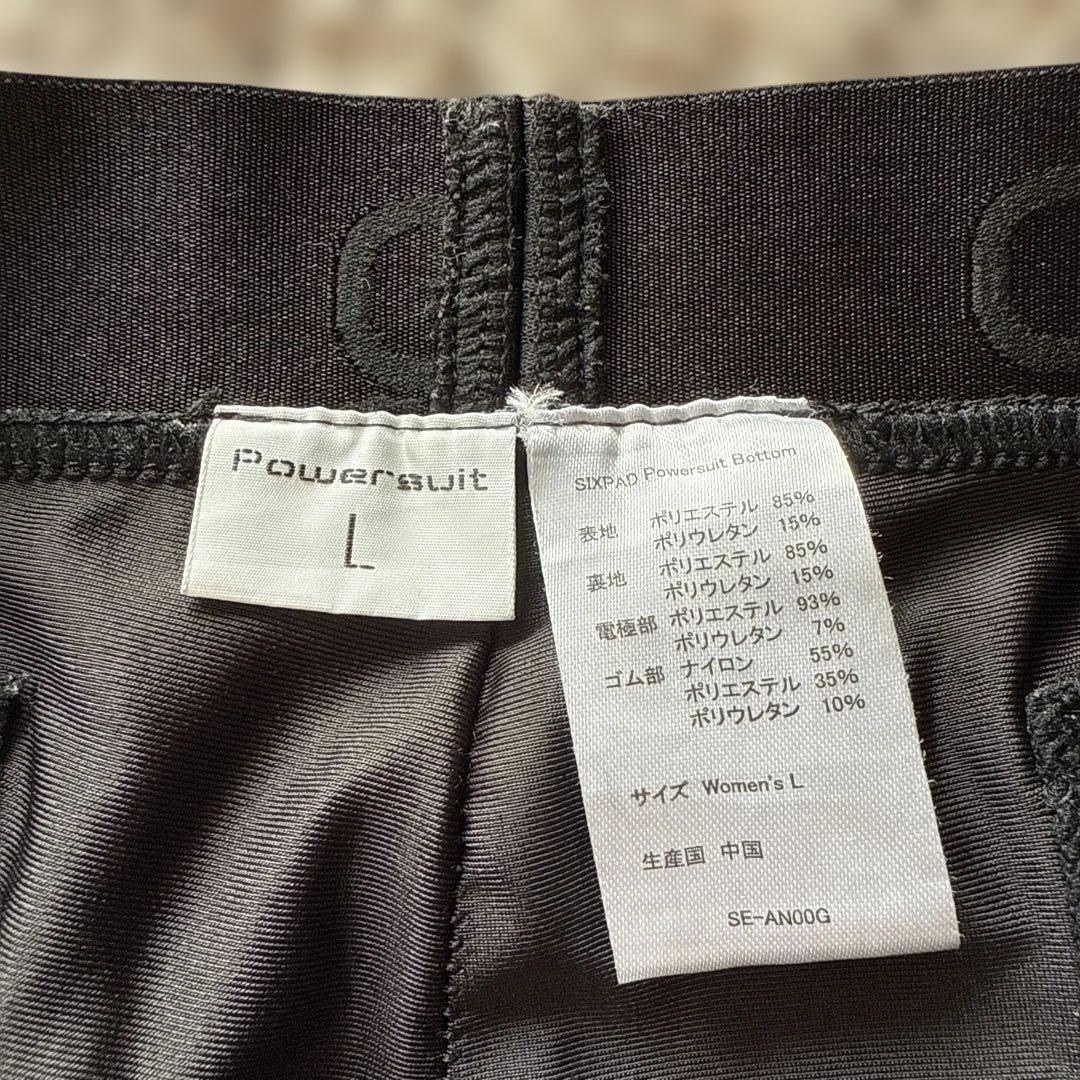 Powersuit
L
SIXPAD Powersuit Bottom
表地 ポリエステル 85%
ポリウレタン 15%
裏地 ポリエステル 85%
ポリウレタン 15%
電極部 ポリエステル 93%
ポリウレタン 7%
ゴム部 ナイロン 55%
ポリエステル 35%
ポリウレタン 10%
サイズ Women's L
生産国 中国
SE-AN00G